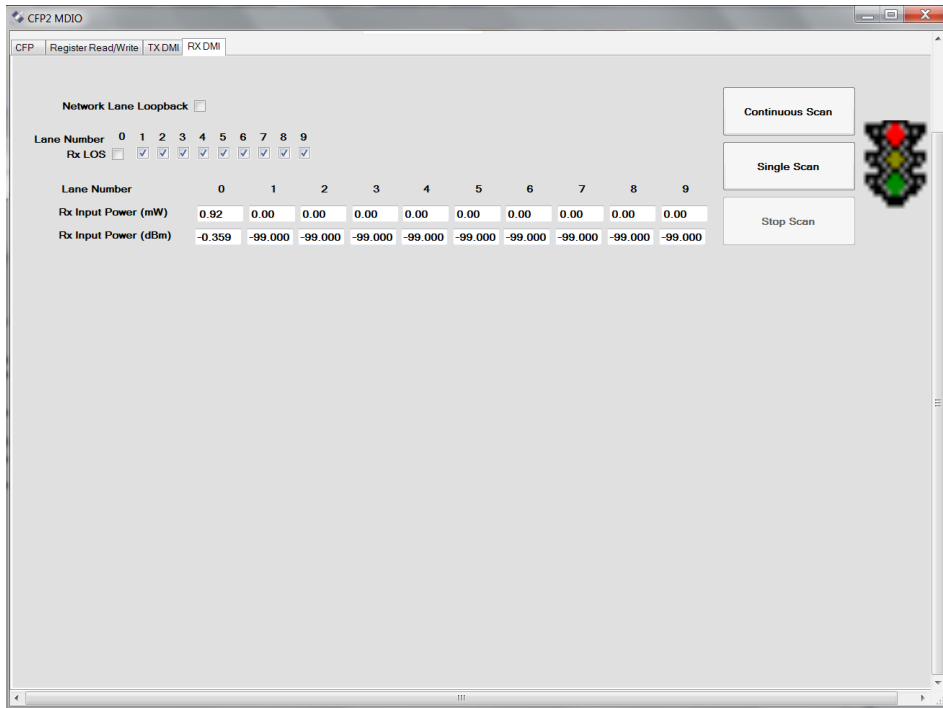 CFP2 MDIO
CFP Register Read/Write TX DMI RX DMI
Network Lane Loopback
Continuous Scan
Lane Number 0 1 2 3 4 5 6 7 8 9
Rx LOS
Single Scan
Lane Number 0 1 2 3 4 5 6 7 8 9
Rx Input Power (mW) 0.92 0.00 0.00 0.00 0.00 0.00 0.00 0.00 0.00 0.00
Stop Scan
Rx Input Power (dBm) -0.359 -99.000 -99.000 -99.000 -99.000 -99.000 -99.000 -99.000 -99.000 -99.000